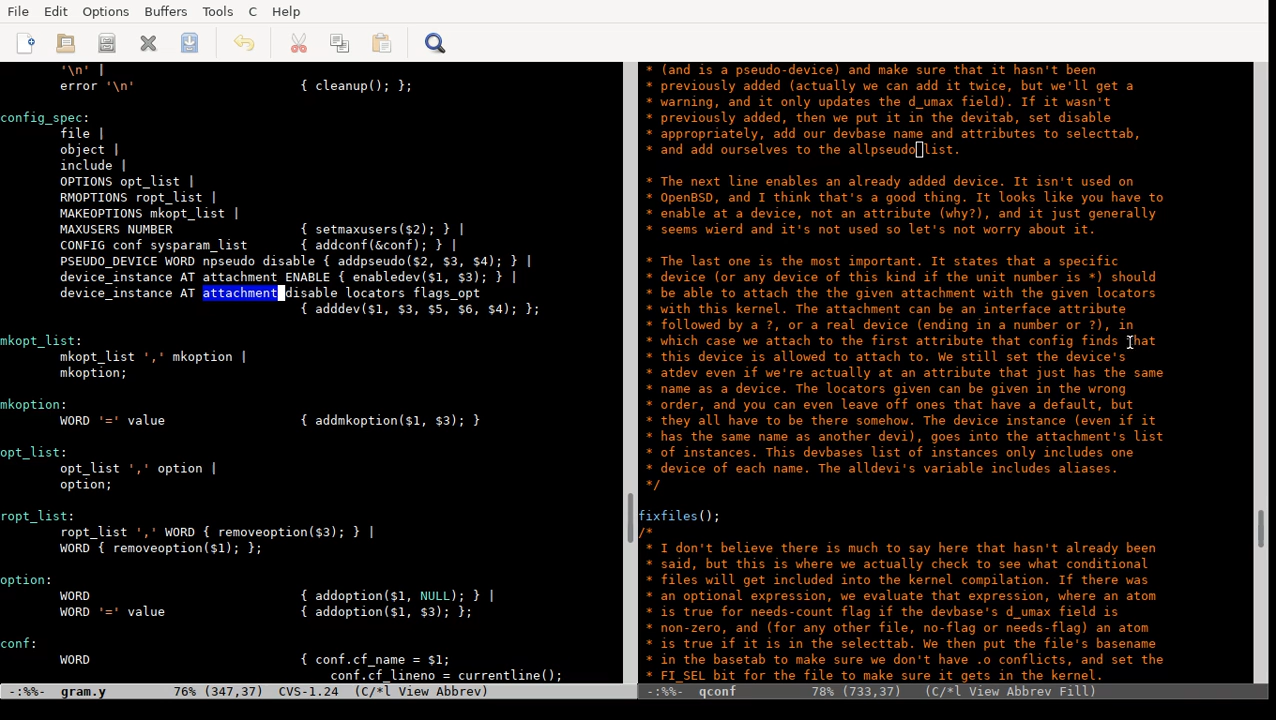 File Edit Options Buffers Tools C Help
'\n' |
error '\n' { cleanup(); };
config_spec:
file |
object |
include |
OPTIONS opt_list |
RMOPTIONS ropt_list |
MAKEOPTIONS mkopt_list |
MAXUSERS NUMBER { setmaxusers($2); } |
CONFIG conf sysparam_list { addconf(&conf); } |
PSEUDO_DEVICE WORD npseudo disable { addpseudo($2, $3, $4); } |
device_instance AT attachment ENABLE { enabledev($1, $3); } |
device_instance AT attachment disable locators flags_opt
{ adddev($1, $3, $5, $6, $4); };
mkopt_list:
mkopt_list ',' mkoption |
mkoption;
mkoption:
WORD '=' value { addmkoption($1, $3); }
opt_list:
opt_list ',' option |
option;
ropt_list:
ropt_list ',' WORD { removeoption($3); } |
WORD { removeoption($1); };
option:
WORD { addoption($1, NULL); } |
WORD '=' value { addoption($1, $3); };
conf:
WORD { conf.cf_name = $1;
conf.cf_lineno = currentline();
-:%%- gram.y 76% (347,37) CVS-1.24 (C/*l View Abbrev)
* (and is a pseudo-device) and make sure that it hasn't been
* previously added (actually we can add it twice, but we'll get a
* warning, and it only updates the d_umax field). If it wasn't
* previously added, then we put it in the devitab, set disable
* appropriately, add our devbase name and attributes to selecttab,
* and add ourselves to the allpseudo list.
* The next line enables an already added device. It isn't used on
* OpenBSD, and I think that's a good thing. It looks like you have to
* enable at a device, not an attribute (why?), and it just generally
* seems wierd and it's not used so let's not worry about it.
* The last one is the most important. It states that a specific
* device (or any device of this kind if the unit number is *) should
* be able to attach the the given attachment with the given locators
* with this kernel. The attachment can be an interface attribute
* followed by a ?, or a real device (ending in a number or ?), in
* which case we attach to the first attribute that config finds that
* this device is allowed to attach to. We still set the device's
* atdev even if we're actually at an attribute that just has the same
* name as a device. The locators given can be given in the wrong
* order, and you can even leave off ones that have a default, but
* they all have to be there somehow. The device instance (even if it
* has the same name as another devi), goes into the attachment's list
* of instances. This devbases list of instances only includes one
* device of each name. The alldevi's variable includes aliases.
*/
fixfiles();
/*
* I don't believe there is much to say here that hasn't already been
* said, but this is where we actually check to see what conditional
* files will get included into the kernel compilation. If there was
* an optional expression, we evaluate that expression, where an atom
* is true for needs-count flag if the devbase's d_umax field is
* non-zero, and (for any other file, no-flag or needs-flag) an atom
* is true if it is in the selecttab. We then put the file's basename
* in the basetab to make sure we don't have .o conflicts, and set the
* FI_SEL bit for the file to make sure it gets in the kernel.
-:%%- qconf 78% (733,37) (C/*l View Abbrev Fill)